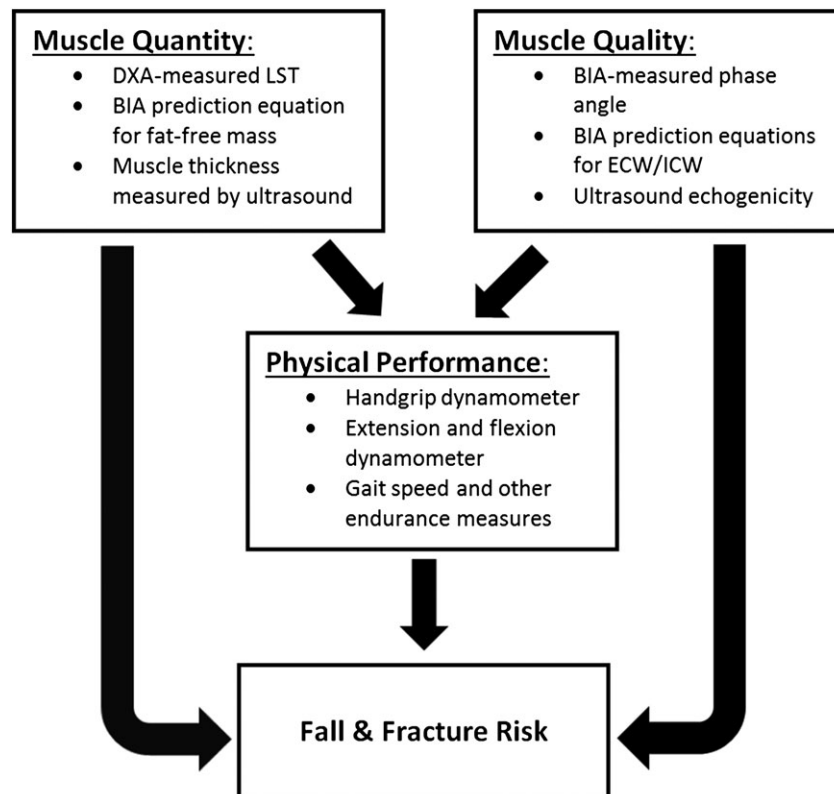 Muscle Quantity:
• DXA-measured LST
• BIA prediction equation
for fat-free mass
• Muscle thickness
measured by ultrasound
Muscle Quality:
• BIA-measured phase
angle
• BIA prediction equations
for ECW/ICW
• Ultrasound echogenicity
Physical Performance:
• Handgrip dynamometer
• Extension and flexion
dynamometer
• Gait speed and other
endurance measures
Fall & Fracture Risk